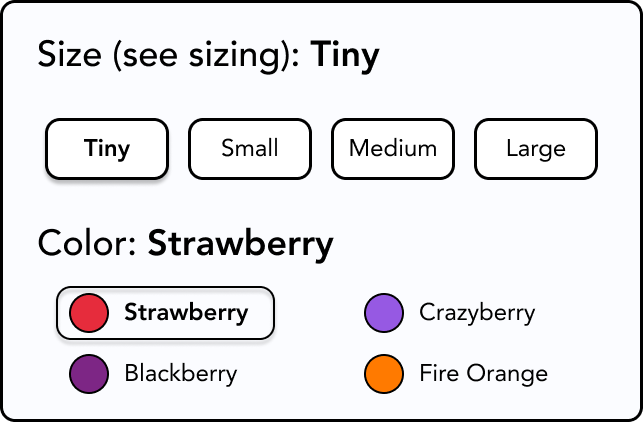 Size (see sizing): Tiny
Tiny Small Medium Large
Color: Strawberry
Strawberry Crazyberry
Blackberry Fire Orange